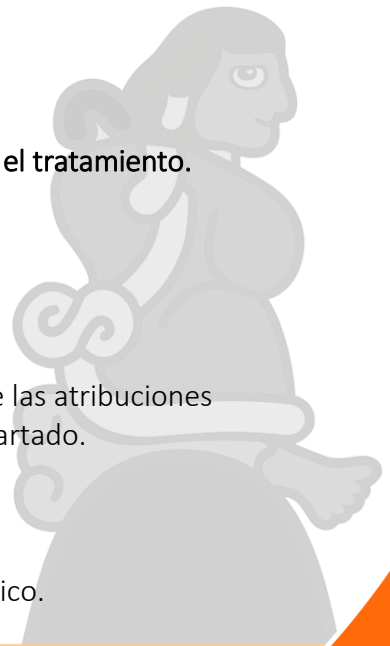 el tratamiento.
las atribuciones
artado.
ico.